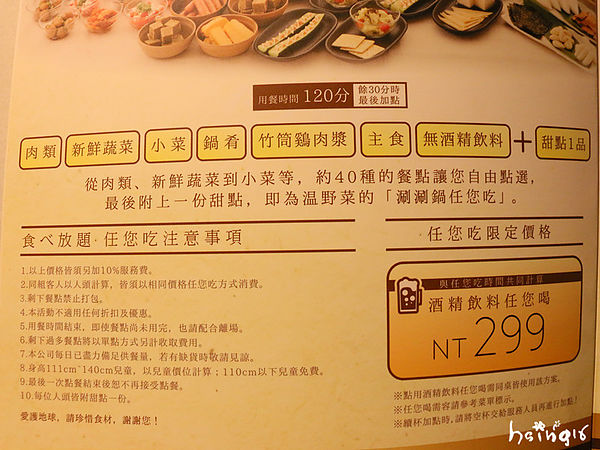 用餐時間 120分
餘30分時
最後加點
肉類 新鮮蔬菜 小菜 鍋肴 竹筒鷄肉漿 主食 無酒精飲料 + 甜點1品
從肉類、新鮮蔬菜到小菜等，約40種的餐點讓您自由點選，
最後附上一份甜點，即為温野菜的「涮涮鍋任您吃」。
食べ放題·任您吃注意事項
1.以上價格皆須另加10%服務費。
2.同組客人以人頭計算，皆須以相同價格任您吃方式消費。
3.剩下餐點禁止打包。
4.本活動不適用任何折扣及優惠。
5.用餐時間結束，即使餐點尚未用完，也請配合離場。
6.剩下過多餐點將以單點方式另計收取費用。
7.本公司每日已盡力備足供餐量，若有缺貨時敬請見諒。
8.身高111cm~140cm兒童，以兒童價位計算；110cm以下兒童免費。
9.最後一次點餐結束後恕不再接受點餐。
10.每位人頭皆附甜點一份。
愛護地球，請珍惜食材，謝謝您！
任您吃限定價格
與任您吃時間共同計算
酒精飲料任您喝
NT 299
※點用酒精飲料任您喝需同桌皆使用該方案。
※任您喝需容請參考菜單標示。
※續杯加點時，請將空杯交給服務人員再進行加點！
hsing16